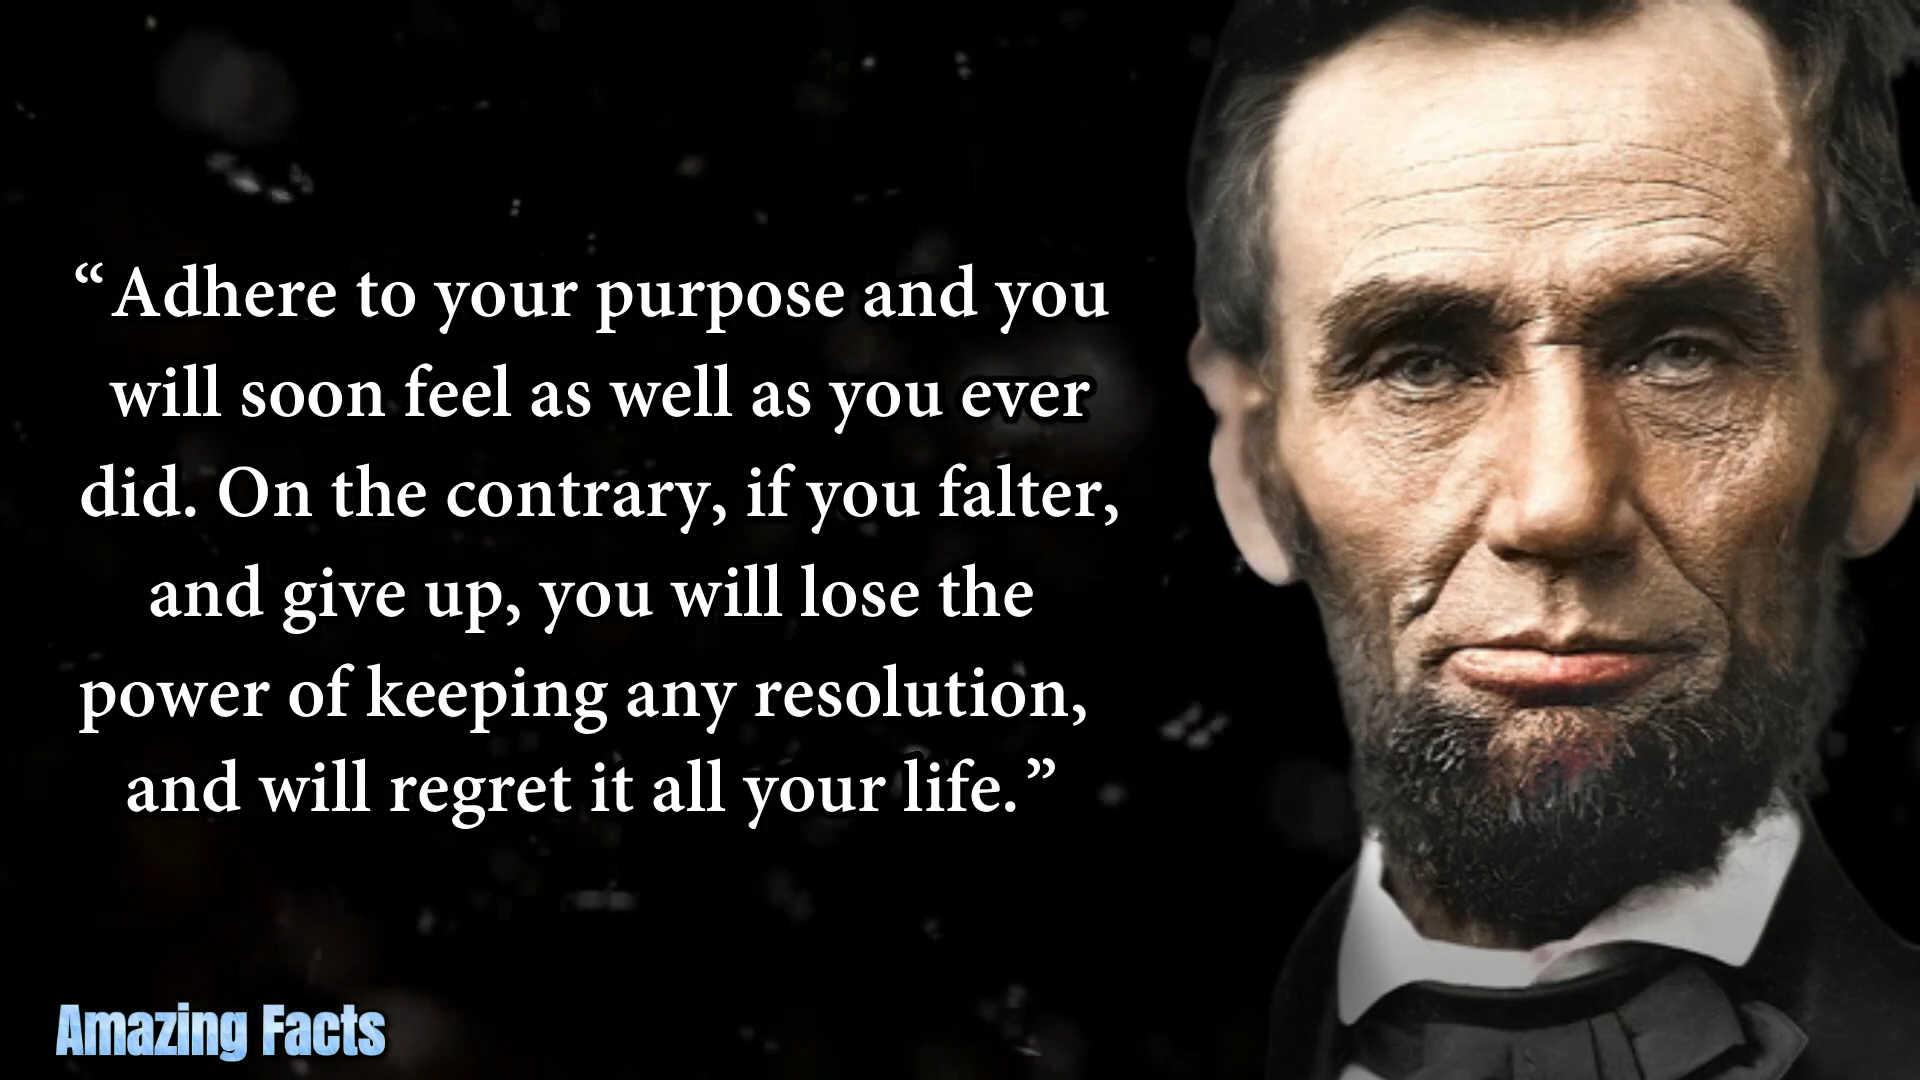 “Adhere to your purpose and you
will soon feel as well as you ever
did. On the contrary, if you falter,
and give up, you will lose the
power of keeping any resolution,
and will regret it all your life.”
Amazing Facts